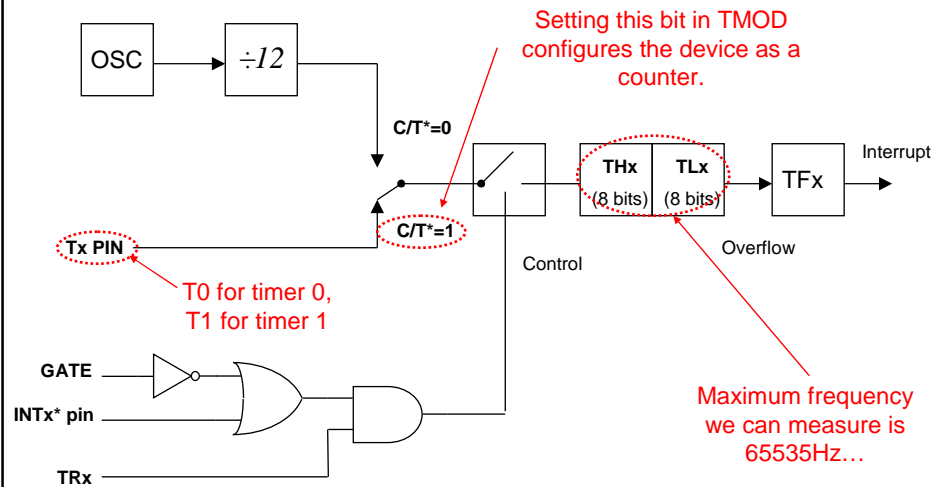 Setting this bit in TMOD
configures the device as a
counter.
OSC
÷12
C/T*=0
THx
TLx
(8 bits)
(8 bits)
TFx
Interrupt
C/T*=1
Tx PIN
Overflow
Control
T0 for timer 0,
T1 for timer 1
GATE
INTx* pin
TRx
Maximum frequency
we can measure is
65535Hz…